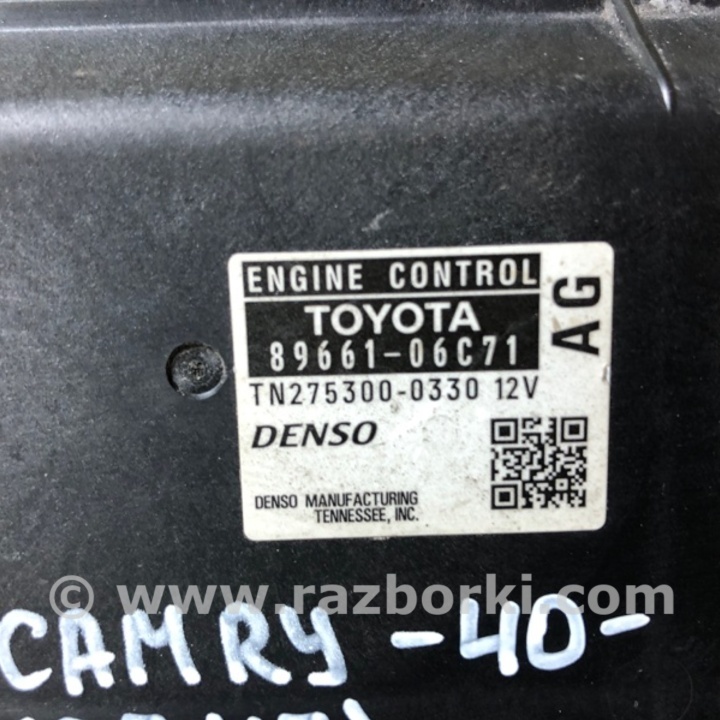 ENGINE CONTROL
TOYOTA
89661-06C71
AG
TN275300-0330 12V
DENSO
DENSO MANUFACTURING
TENNESSEE, INC.
© www.razborki.com
CAMRY -40-